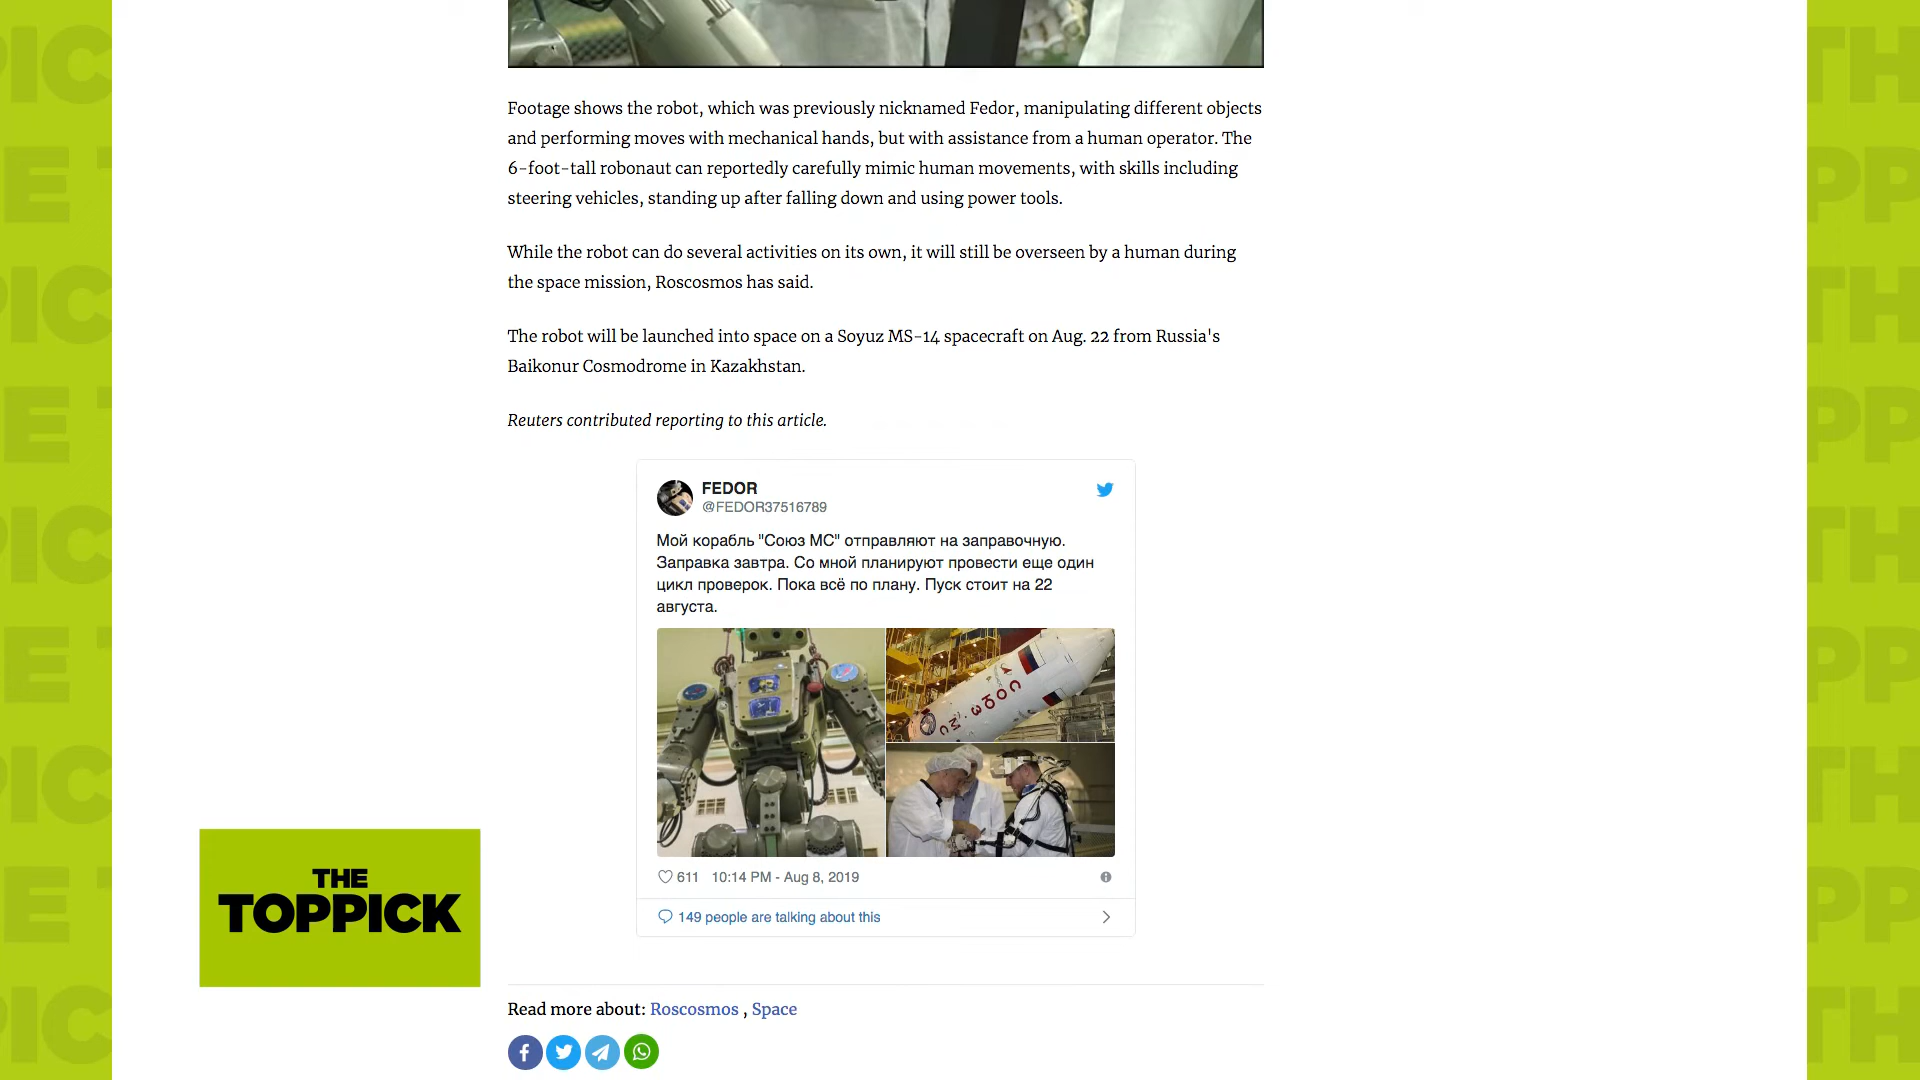 Footage shows the robot, which was previously nicknamed Fedor, manipulating different objects
and performing moves with mechanical hands, but with assistance from a human operator. The
6-foot-tall robonaut can reportedly carefully mimic human movements, with skills including
steering vehicles, standing up after falling down and using power tools.
While the robot can do several activities on its own, it will still be overseen by a human during
the space mission, Roscosmos has said.
The robot will be launched into space on a Soyuz MS-14 spacecraft on Aug. 22 from Russia's
Baikonur Cosmodrome in Kazakhstan.
Reuters contributed reporting to this article.
FEDOR
@FEDOR37516789
Мой корабль "Союз МС" отправляют на заправочную.
Заправка завтра. Со мной планируют провести еще один
цикл проверок. Пока всё по плану. Пуск стоит на 22
августа.
СОЮЗ МС
611 10:14 PM - Aug 8, 2019
149 people are talking about this
THE
TOPPICK
Read more about: Roscosmos , Space